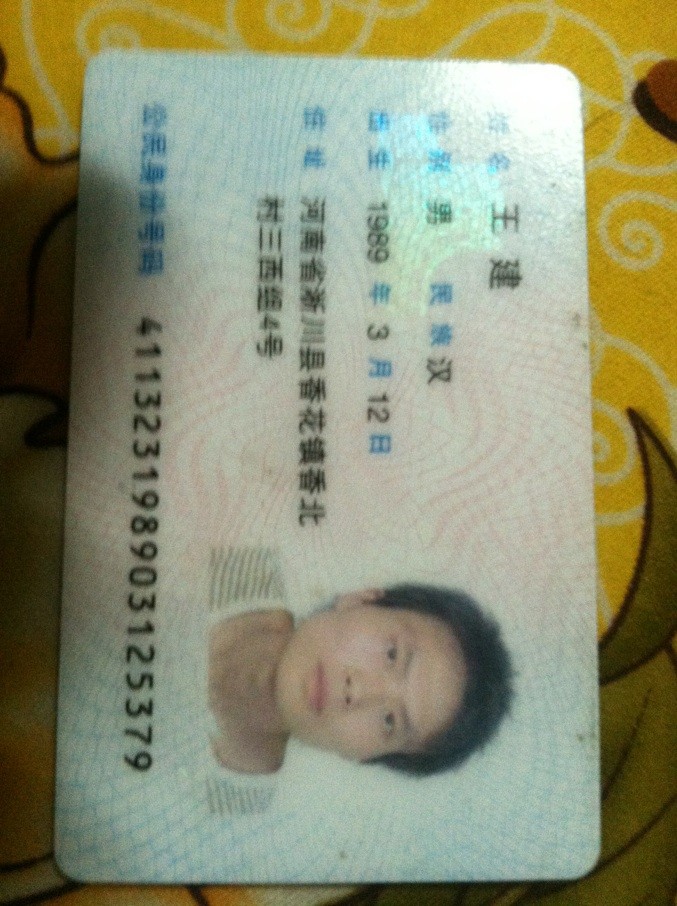 姓名 王建
性别 男 民族 汉
出生 1989 年 3 月 12 日
住址 河南省淅川县香花镇香北
村三西组4号
公民身份号码 411323198903125379